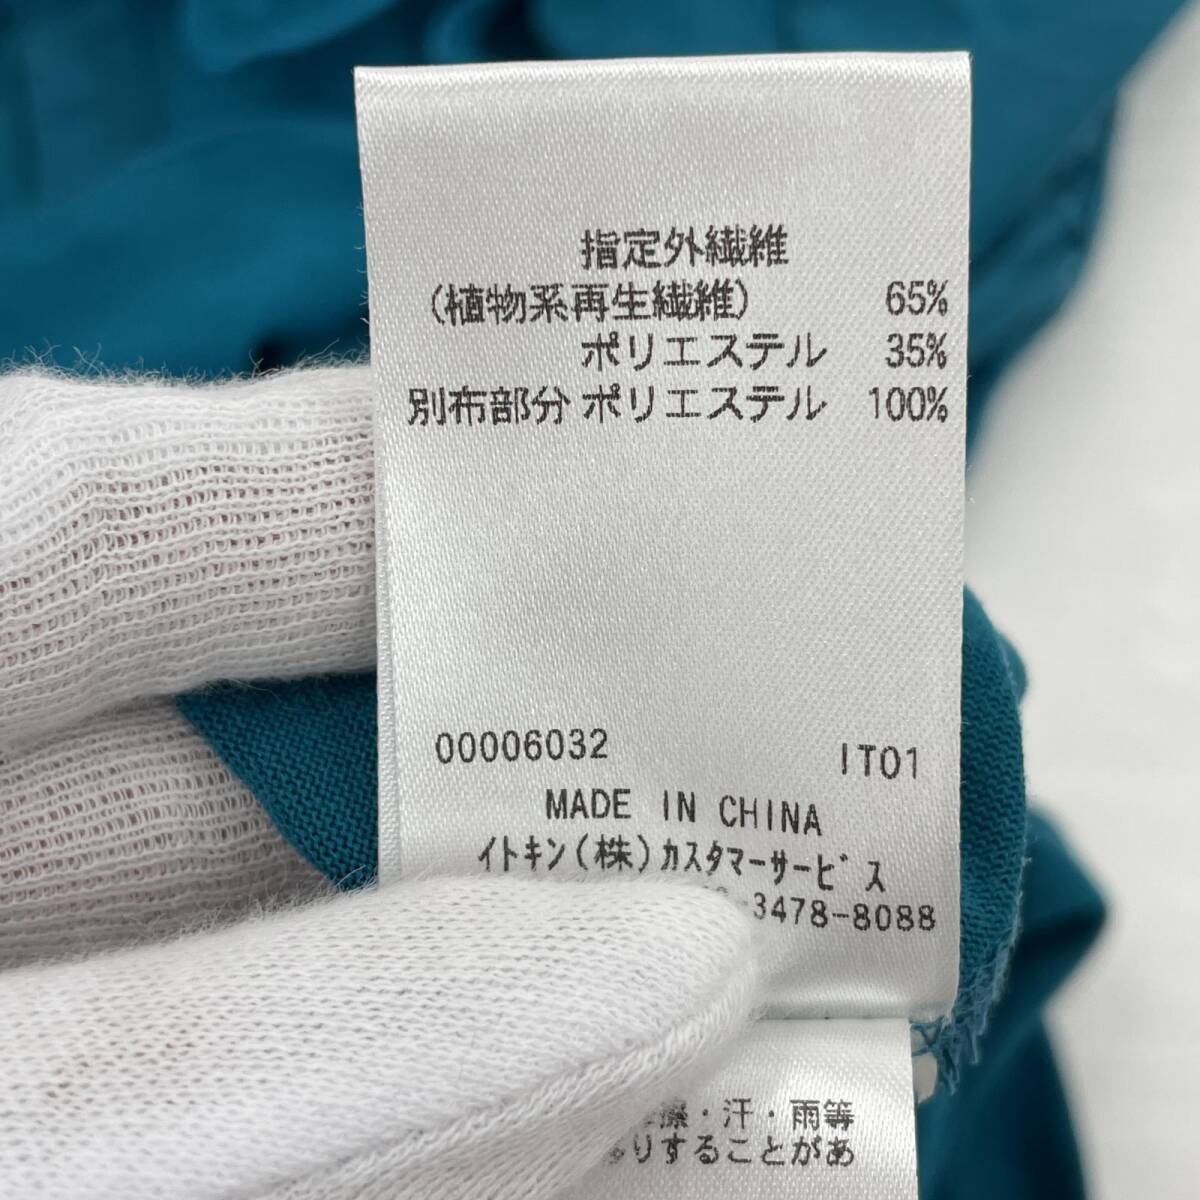 指定外繊維
(植物系再生繊維) 65%
ポリエステル 35%
別布部分 ポリエステル 100%
00006032 IT01
MADE IN CHINA
イトキン(株)カスタマーサービス
-3478-8088
擦・汗・雨等
りすることがあ